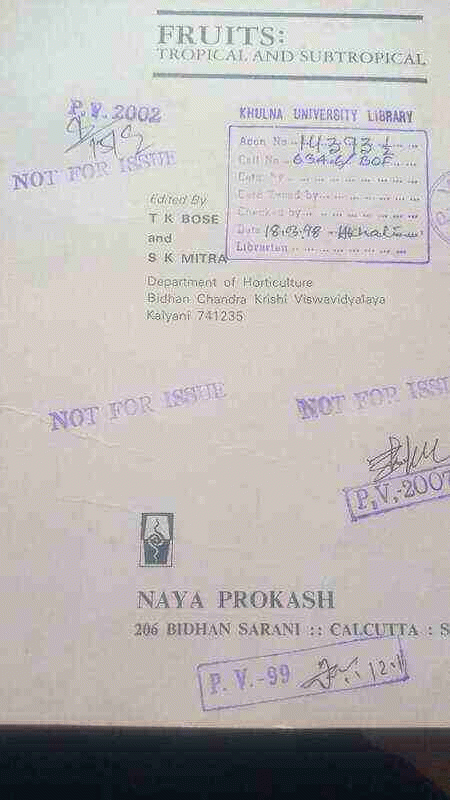 FRUITS:
TROPICAL AND SUBTROPICAL
P.V.2002
NOT FOR ISSUE
KHULNA UNIVERSITY LIBRARY
Accn No 14393
Call No 634.6/ BOF
Date by
Checked by
Date 18.3.98
Librarian
Edited By
T K BOSE
and
S K MITRA
Department of Horticulture
Bidhan Chandra Krishi Viswavidyalaya
Kalyani 741235
NOT FOR ISSUE
NOT FOR ISSU
P.V.-2007
NAYA PROKASH
206 BIDHAN SARANI :: CALCUTTA :
P. V.-99